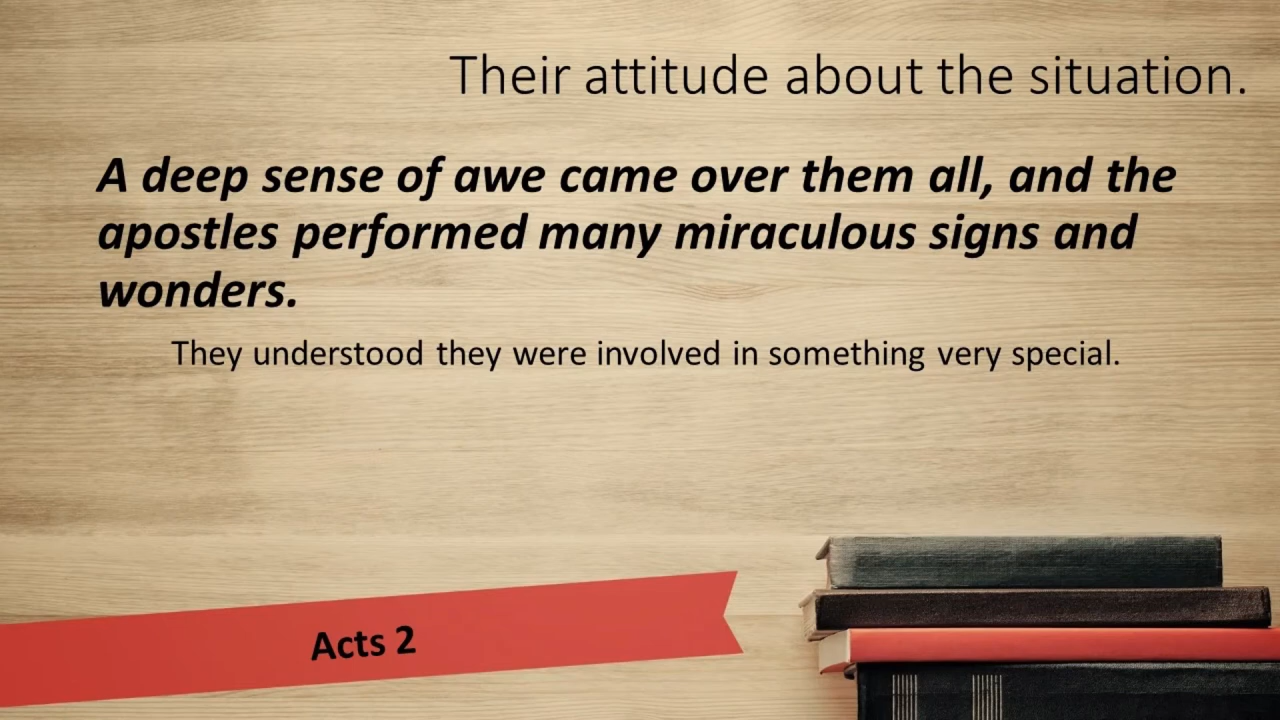 Their attitude about the situation.
A deep sense of awe came over them all, and the
apostles performed many miraculous signs and
wonders.
They understood they were involved in something very special.
Acts 2